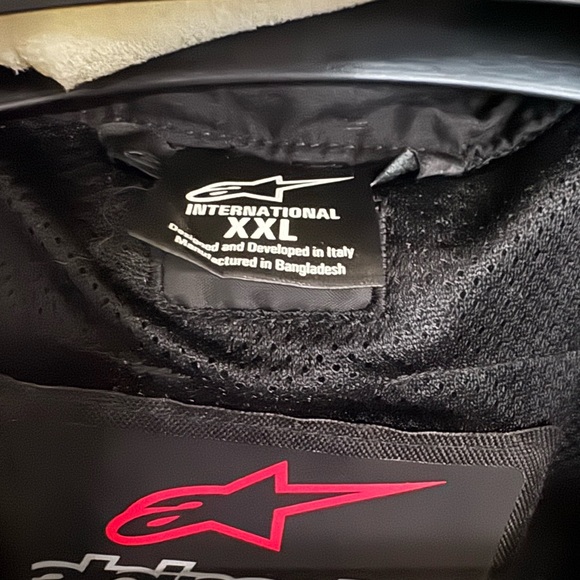 INTERNATIONAL
XXL
Designed and Developed in Italy
Manufactured in Bangladesh